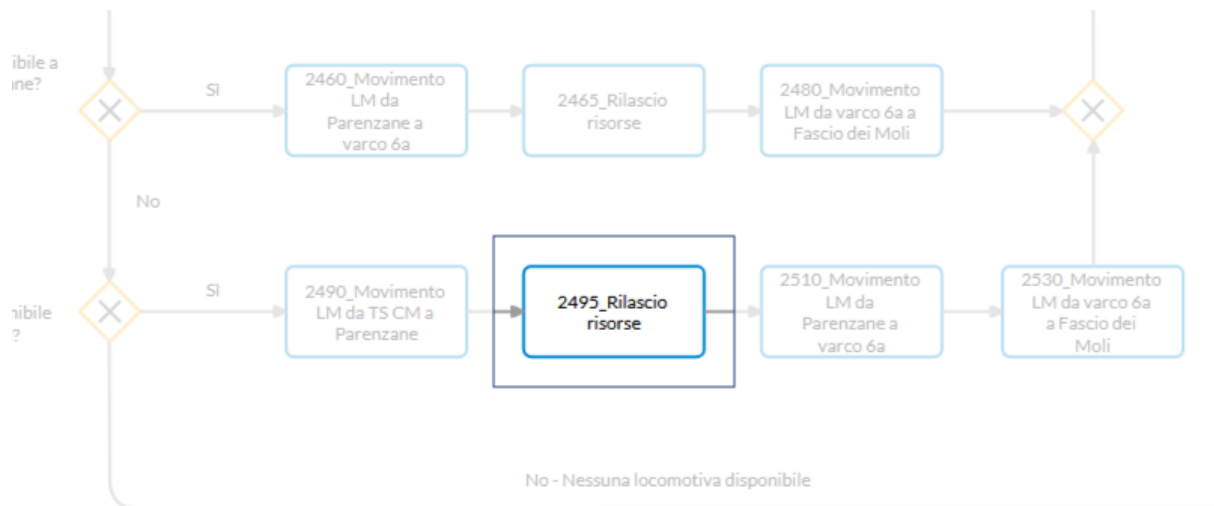 ibile a
ne?
Sì
2460_Movimento
LM da
Parenzane a
varco 6a
2465_Rilascio
risorse
2480_Movimento
LM da varco 6a a
Fascio dei Moli
No
nibile
?
Sì
2490_Movimento
LM da TS CM a
Parenzane
2495_Rilascio
risorse
2510_Movimento
LM da
Parenzane a
varco 6a
2530_Movimento
LM da varco 6a
a Fascio dei
Moli
No - Nessuna locomotiva disponibile